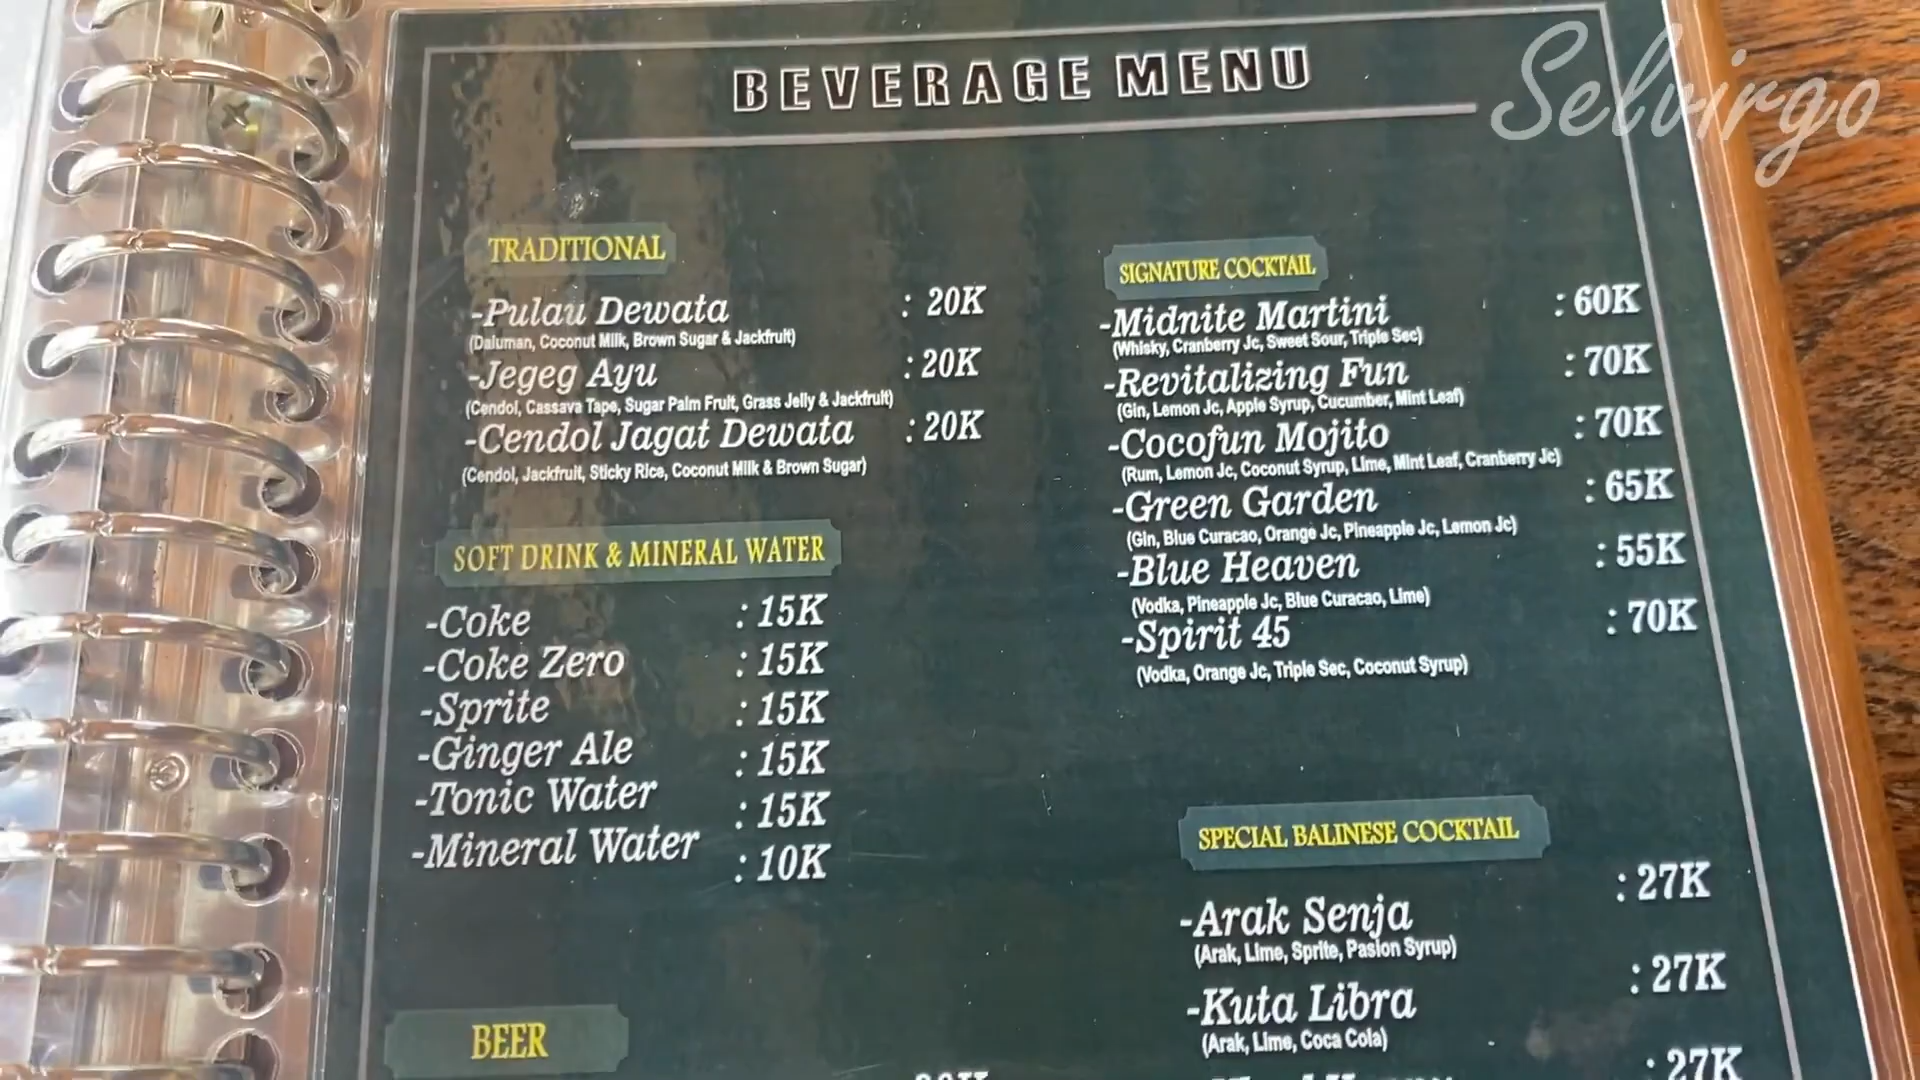 Selvirgo
BEVERAGE MENU
TRADITIONAL
-Pulau Dewata : 20K
(Daluman, Coconut Milk, Brown Sugar & Jackfruit)
-Jegeg Ayu : 20K
(Cendol, Cassava Tape, Sugar Palm Fruit, Grass Jelly & Jackfruit)
-Cendol Jagat Dewata : 20K
(Cendol, Jackfruit, Sticky Rice, Coconut Milk & Brown Sugar)
SOFT DRINK & MINERAL WATER
-Coke : 15K
-Coke Zero : 15K
-Sprite : 15K
-Ginger Ale : 15K
-Tonic Water : 15K
-Mineral Water : 10K
BEER
SIGNATURE COCKTAIL
-Midnite Martini : 60K
(Whisky, Cranberry Jc, Sweet Sour, Triple Sec)
-Revitalizing Fun : 70K
(Gin, Lemon Jc, Apple Syrup, Cucumber, Mint Leaf)
-Cocofun Mojito : 70K
(Rum, Lemon Jc, Coconut Syrup, Lime, Mint Leaf, Cranberry Jc)
-Green Garden : 65K
(Gin, Blue Curacao, Orange Jc, Pineapple Jc, Lemon Jc)
-Blue Heaven : 55K
(Vodka, Pineapple Jc, Blue Curacao, Lime)
-Spirit 45 : 70K
(Vodka, Orange Jc, Triple Sec, Coconut Syrup)
SPECIAL BALINESE COCKTAIL
-Arak Senja : 27K
(Arak, Lime, Sprite, Pasion Syrup)
-Kuta Libra : 27K
(Arak, Lime, Coca Cola)
: 27K